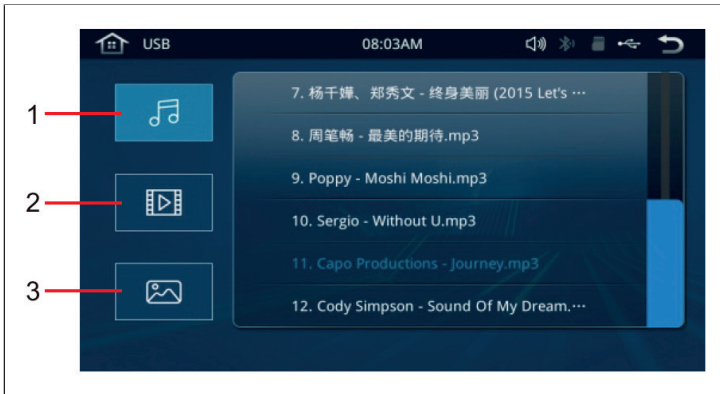 USB 08:03AM
1
7. 杨千嬅、郑秀文 - 终身美丽 (2015 Let's ···
8. 周笔畅 - 最美的期待.mp3
2
9. Poppy - Moshi Moshi.mp3
10. Sergio - Without U.mp3
11. Capo Productions - Journey.mp3
3
12. Cody Simpson - Sound Of My Dream.···